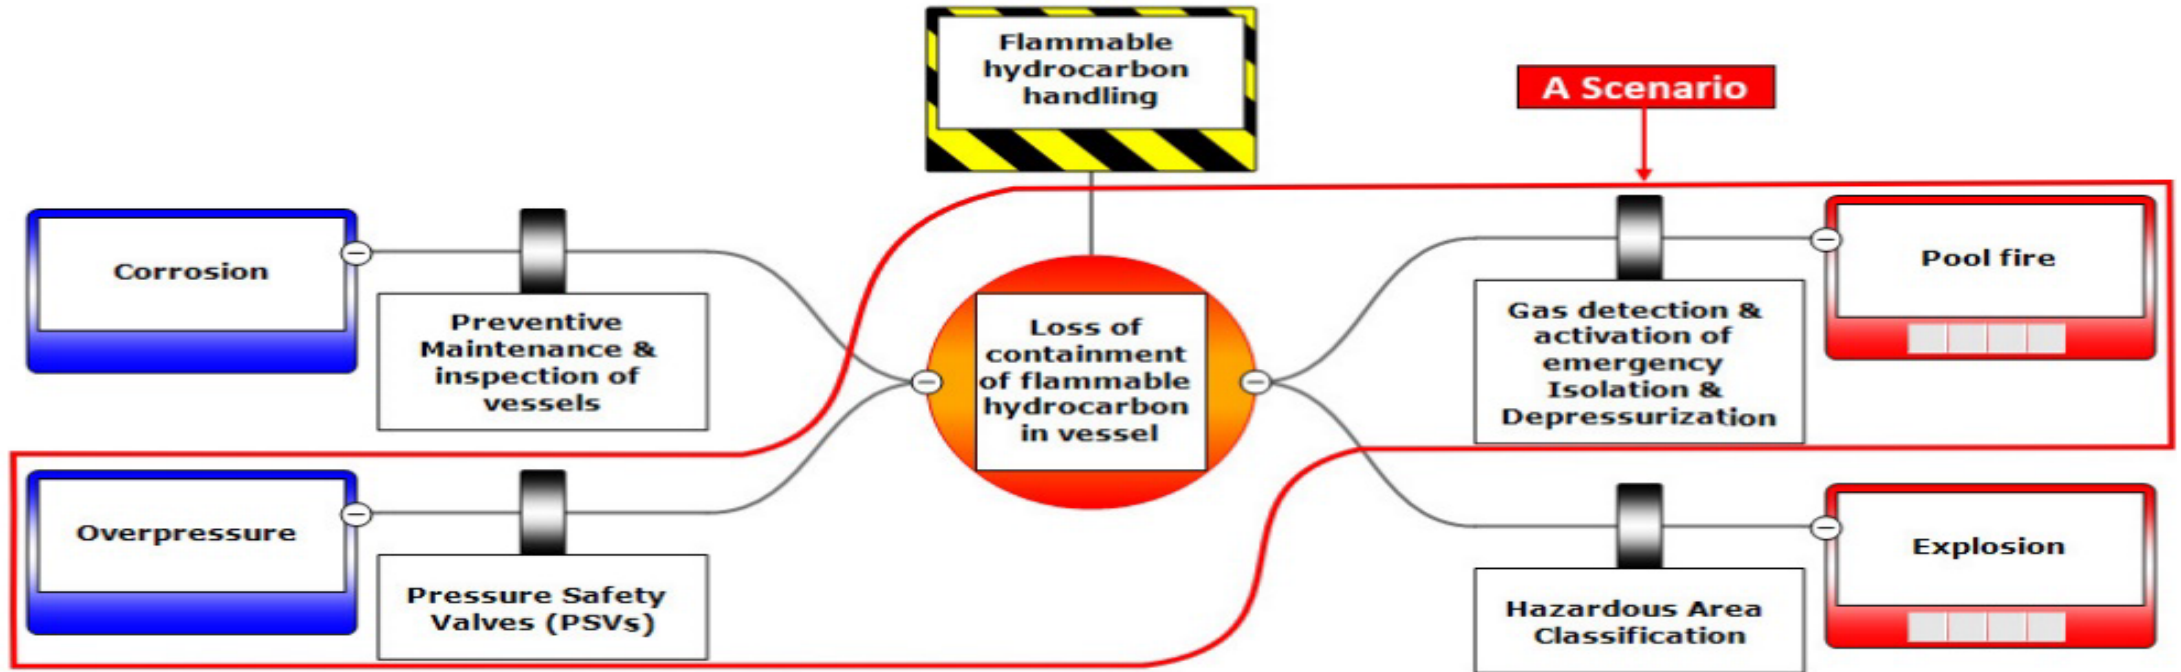 Flammable
hydrocarbon
handling
A Scenario
Corrosion
Preventive
Maintenance &
inspection of
vessels
Loss of
containment
of flammable
hydrocarbon
in vessel
Gas detection &
activation of
emergency
Isolation &
Depressurization
Pool fire
Overpressure
Pressure Safety
Valves (PSVs)
Hazardous Area
Classification
Explosion